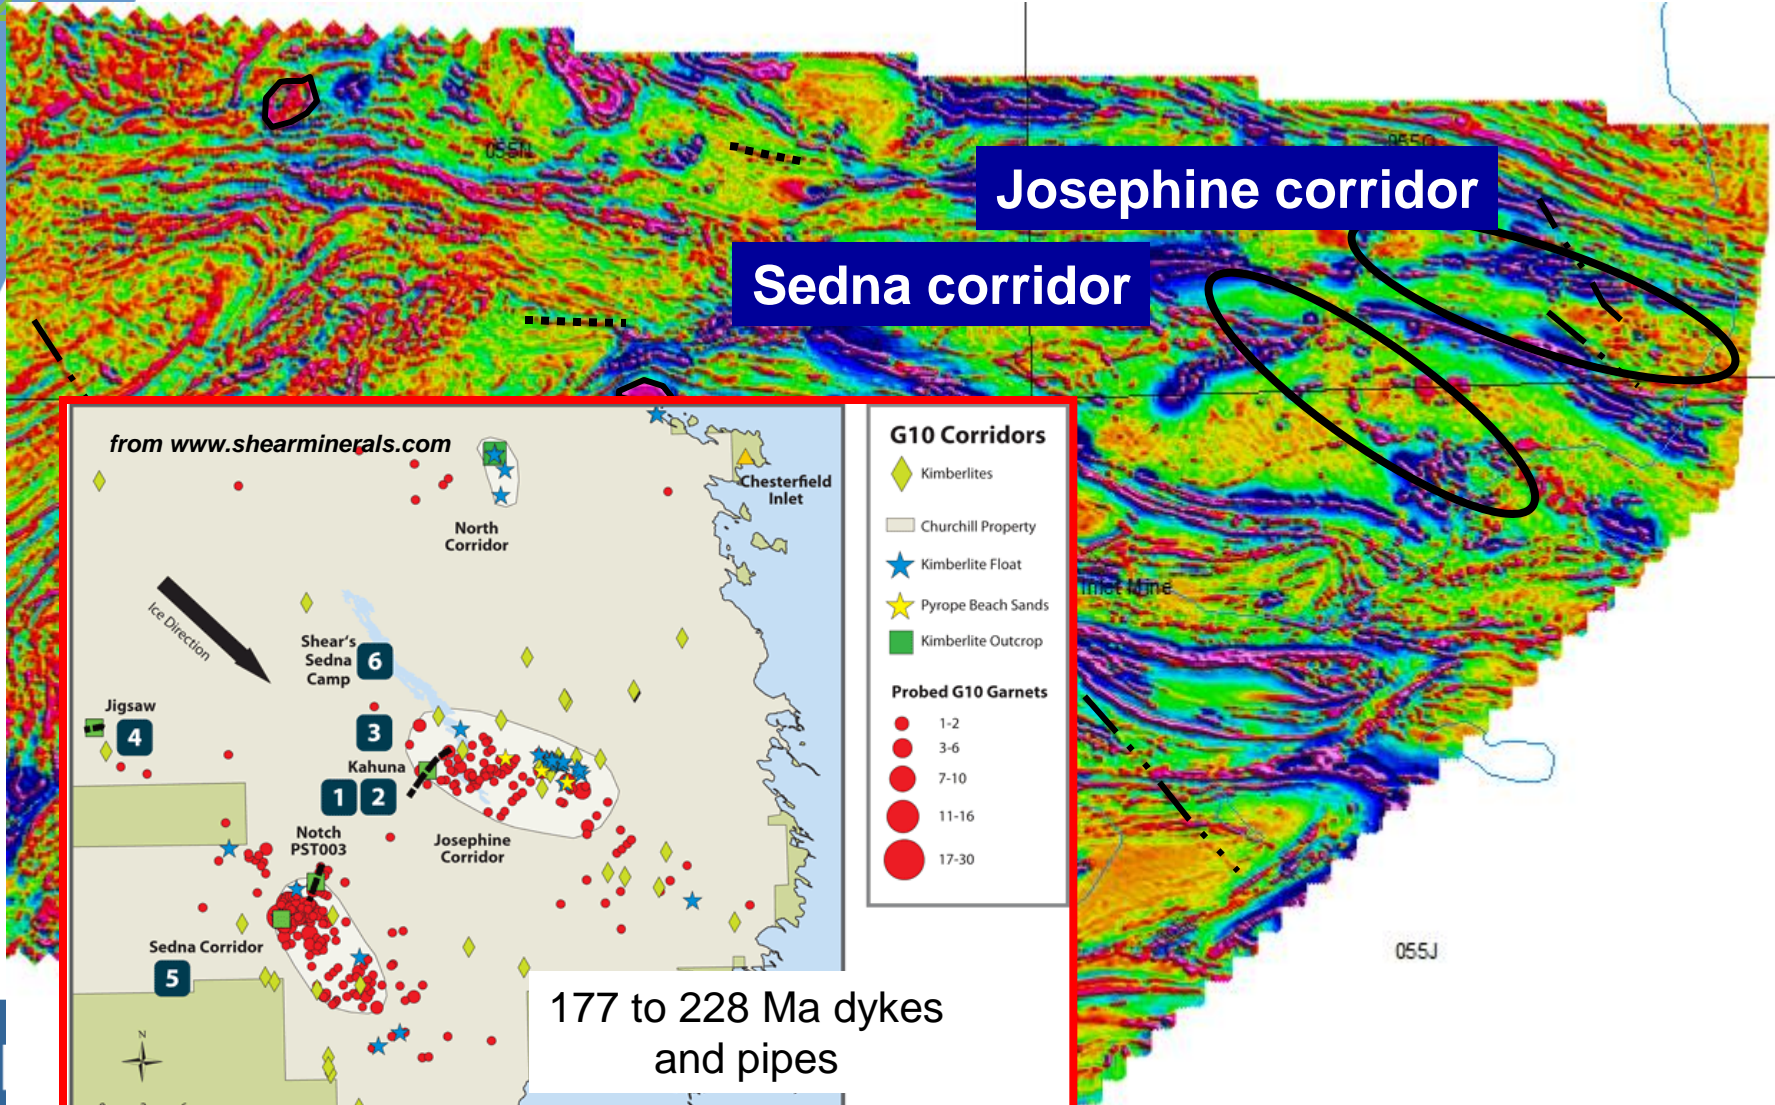 055N
055O
Josephine corridor
Sedna corridor
from www.shearminerals.com
North
Corridor
Chesterfield
Inlet
Ice Direction
Shear's
Sedna
Camp
6
Jigsaw
4
3
Kahuna
1 2
Josephine
Corridor
Notch
PST003
Sedna Corridor
5
N
G10 Corridors
Kimberlites
Churchill Property
Kimberlite Float
Pyrope Beach Sands
Kimberlite Outcrop
Probed G10 Garnets
1-2
3-6
7-10
11-16
17-30
Inlet Mine
055J
177 to 228 Ma dykes
and pipes